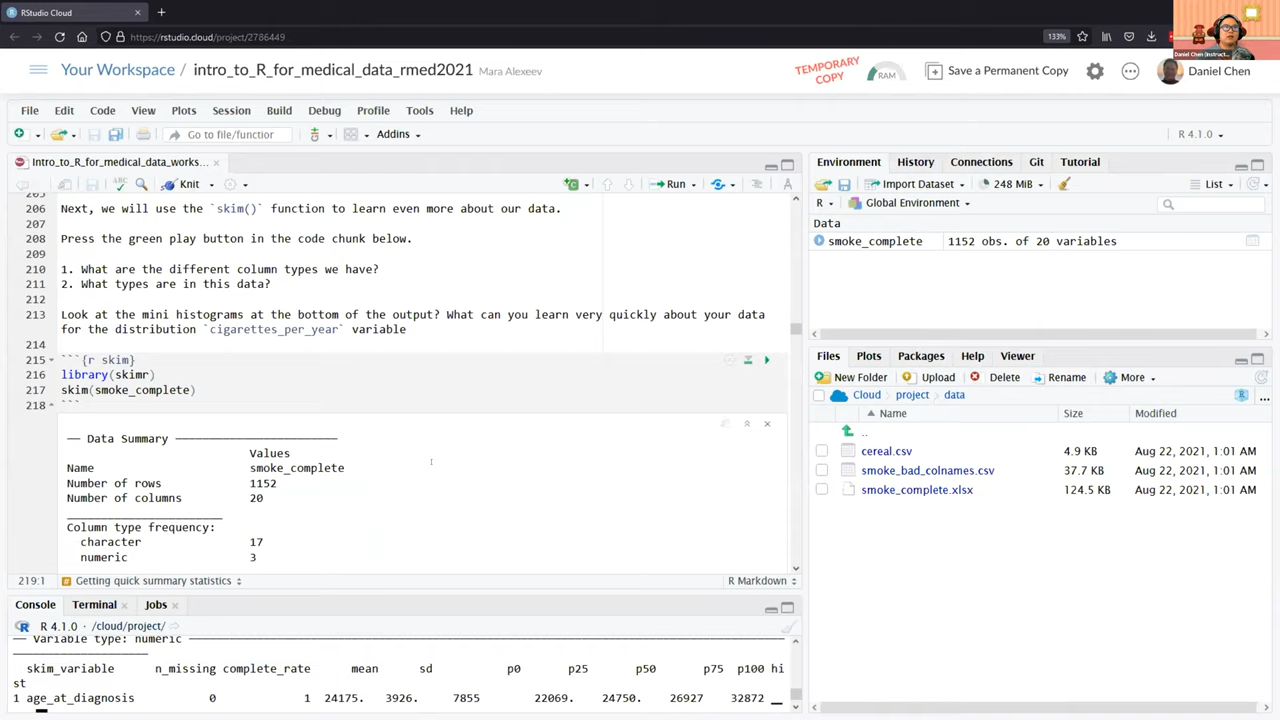 RStudio Cloud
https://rstudio.cloud/project/2786449
133%
Daniel Chen (Instruct...
Your Workspace / intro_to_R_for_medical_data_rmed2021 Mara Alexeev
TEMPORARY COPY
RAM
Save a Permanent Copy
Daniel Chen
File Edit Code View Plots Session Build Debug Profile Tools Help
Go to file/functior Addins R 4.1.0
Intro_to_R_for_medical_data_works...
Knit Run
205
206 Next, we will use the `skim()` function to learn even more about our data.
207
208 Press the green play button in the code chunk below.
209
210 1. What are the different column types we have?
211 2. What types are in this data?
212
213 Look at the mini histograms at the bottom of the output? What can you learn very quickly about your data
for the distribution `cigarettes_per_year` variable
214
215 ```{r skim}
216 library(skimr)
217 skim(smoke_complete)
218 ```
── Data Summary ────────────────────────
Values
Name smoke_complete
Number of rows 1152
Number of columns 20
_______________________
Column type frequency:
character 17
numeric 3
219:1 Getting quick summary statistics R Markdown
Console Terminal Jobs
R 4.1.0 · /cloud/project/
── Variable type: numeric ────────────────────────
skim_variable n_missing complete_rate mean sd p0 p25 p50 p75 p100 hi
st
1 age_at_diagnosis 0 1 24175. 3926. 7855 22069. 24750. 26927 32872
Environment History Connections Git Tutorial
Import Dataset 248 MiB List
R Global Environment
Data
smoke_complete 1152 obs. of 20 variables
Files Plots Packages Help Viewer
New Folder Upload Delete Rename More
Cloud project data
Name Size Modified
..
cereal.csv 4.9 KB Aug 22, 2021, 1:01 AM
smoke_bad_colnames.csv 37.7 KB Aug 22, 2021, 1:01 AM
smoke_complete.xlsx 124.5 KB Aug 22, 2021, 1:01 AM